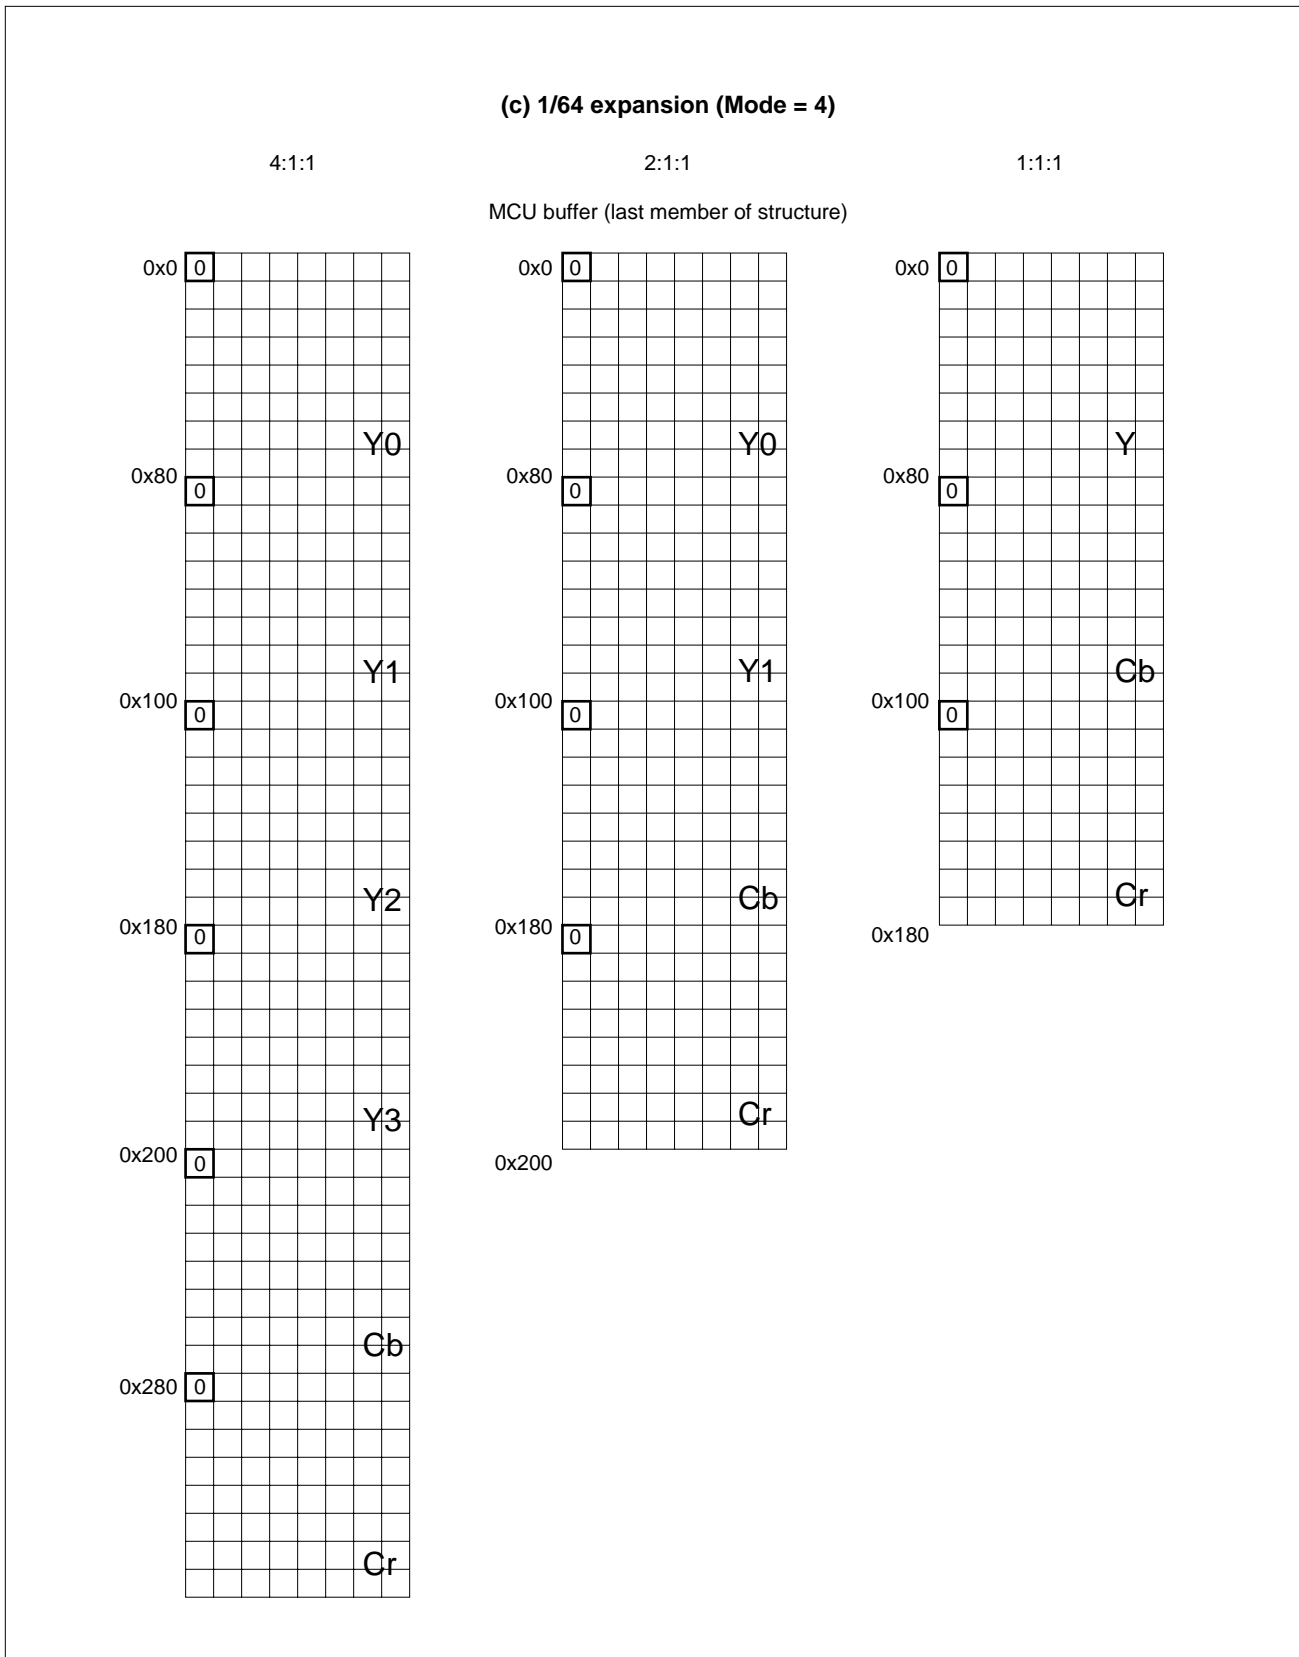 (c) 1/64 expansion (Mode = 4)
4:1:1 2:1:1 1:1:1
MCU buffer (last member of structure)
0x0 0 0x0 0 0x0 0
Y0 Y0 Y
0x80 0 0x80 0 0x80 0
Y1 Y1 Cb
0x100 0 0x100 0 0x100 0
Y2 Cb Cr
0x180 0 0x180 0 0x180
Y3 Cr
0x200 0 0x200
Cb
0x280 0
Cr